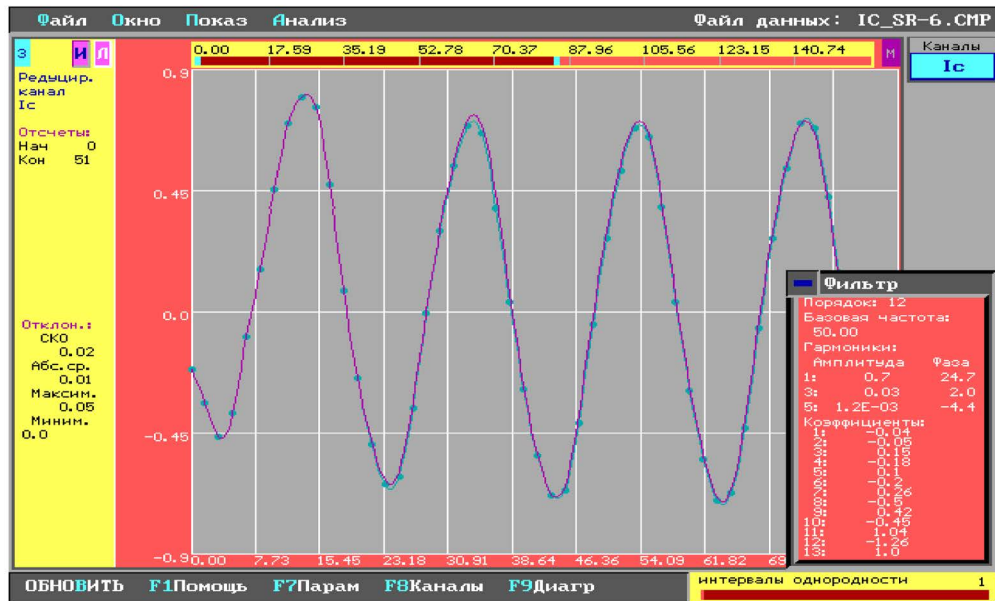 Файл Окно Показ Анализ Файл данных: IC_SR-6.CMP
З И Л
0.00 17.59 35.19 52.78 70.37 87.96 105.56 123.15 140.74
М
Каналы
Ic
Редуцир.
канал
Ic
Отсчеты:
Нач 0
Кон 51
Отклон.:
СКО
0.02
Абс.ср.
0.01
Максим.
0.05
Миним.
0.0
0.9
0.45
0.0
-0.45
-0.9
0.00 7.73 15.45 23.18 30.91 38.64 46.36 54.09 61.82 69
Фильтр
Порядок: 12
Базовая частота:
50.00
Гармоники:
Амплитуда Фаза
1: 0.7 24.7
3: 0.03 2.0
5: 1.2E-03 -4.4
Коэффициенты:
1: -0.04
2: -0.05
3: 0.15
4: -0.18
5: 0.1
6: -0.2
7: 0.26
8: -0.5
9: 0.42
10: -0.45
11: 1.04
12: -1.26
13: 1.0
ОБНОВИТЬ F1Помощь F7Парам F8Каналы F9Диагр
интервалы однородности 1